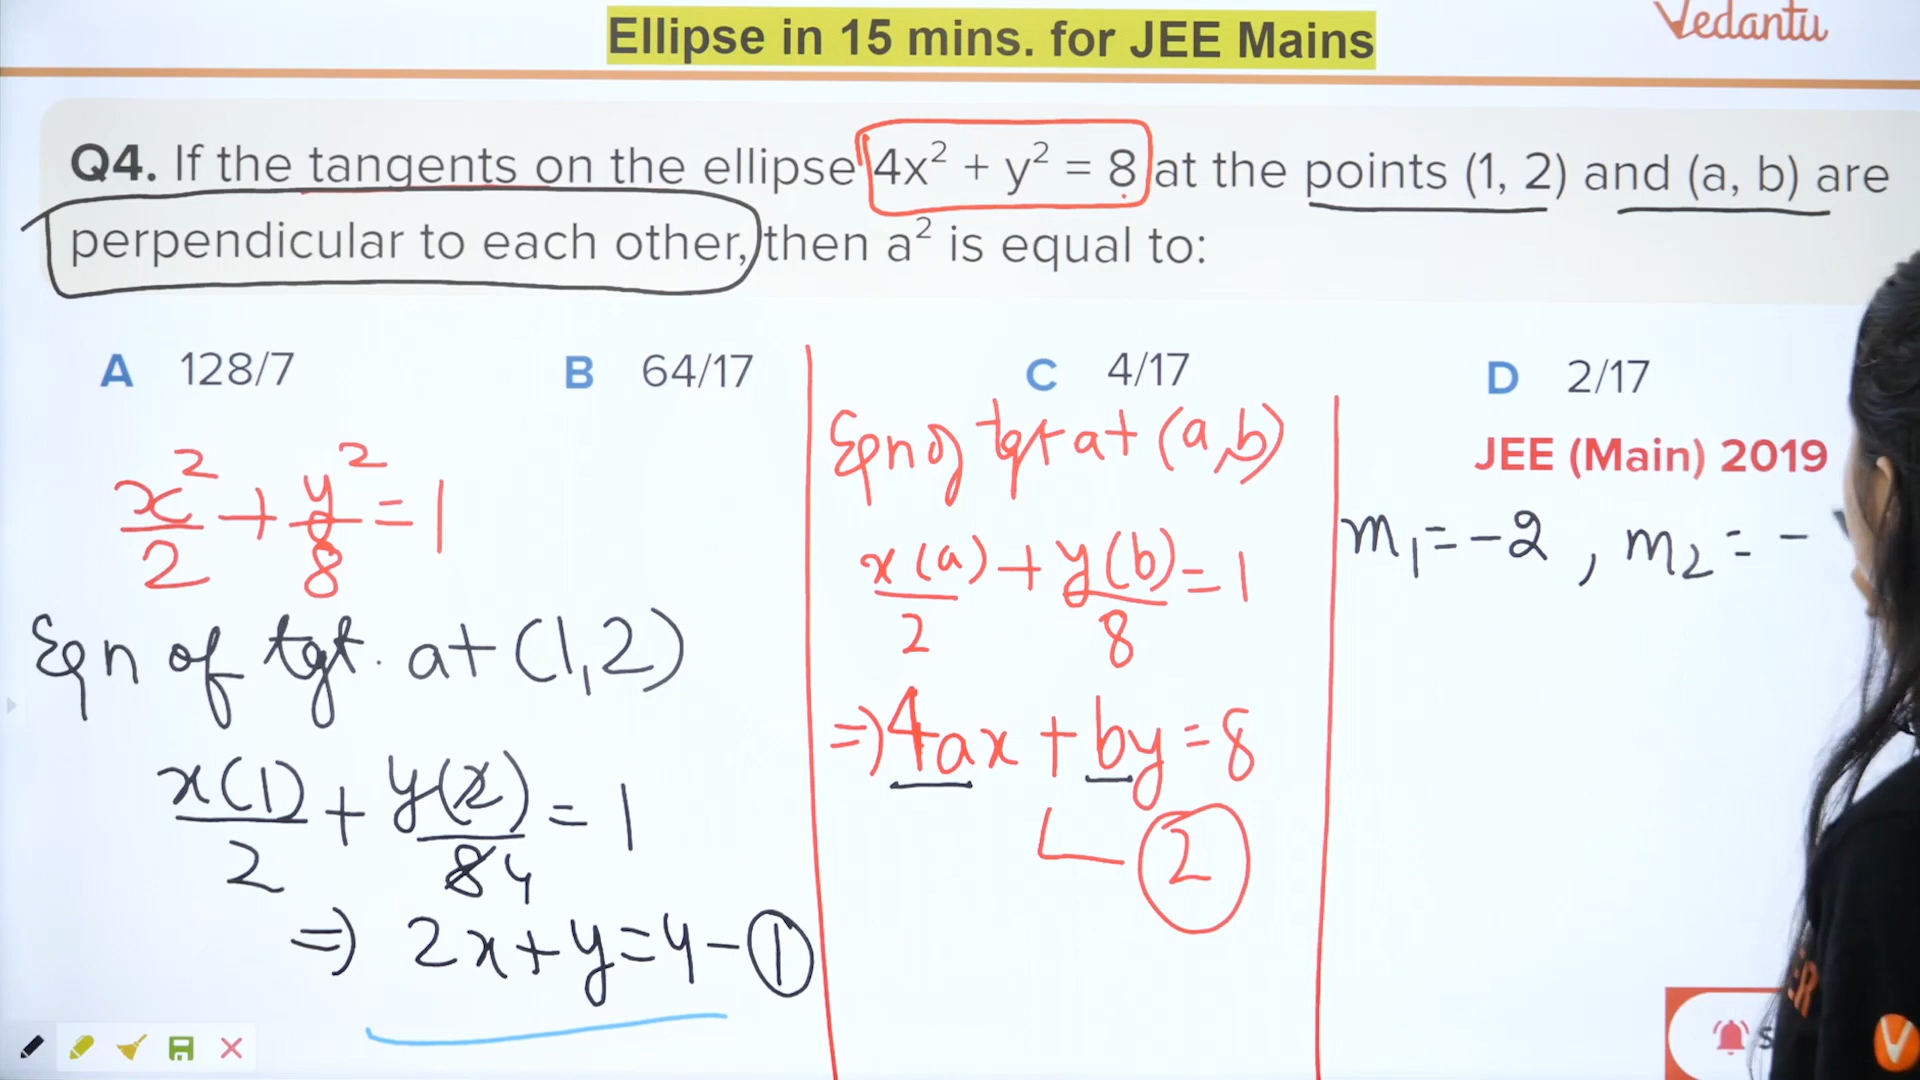 Ellipse in 15 mins. for JEE Mains
Vedantu
Q4. If the tangents on the ellipse 4x² + y² = 8 at the points (1, 2) and (a, b) are
perpendicular to each other, then a² is equal to:
A 128/7
B 64/17
C 4/17
D 2/17
JEE (Main) 2019
x²/2 + y²/8 = 1
Eqn of tgt. at (1,2)
x(1)/2 + y(2)/8 4 = 1
⇒ 2x + y = 4 – ①
Eqn of tgt at (a,b)
x(a)/2 + y(b)/8 = 1
⇒ 4ax + by = 8
②
m₁ = -2 , m₂ = -